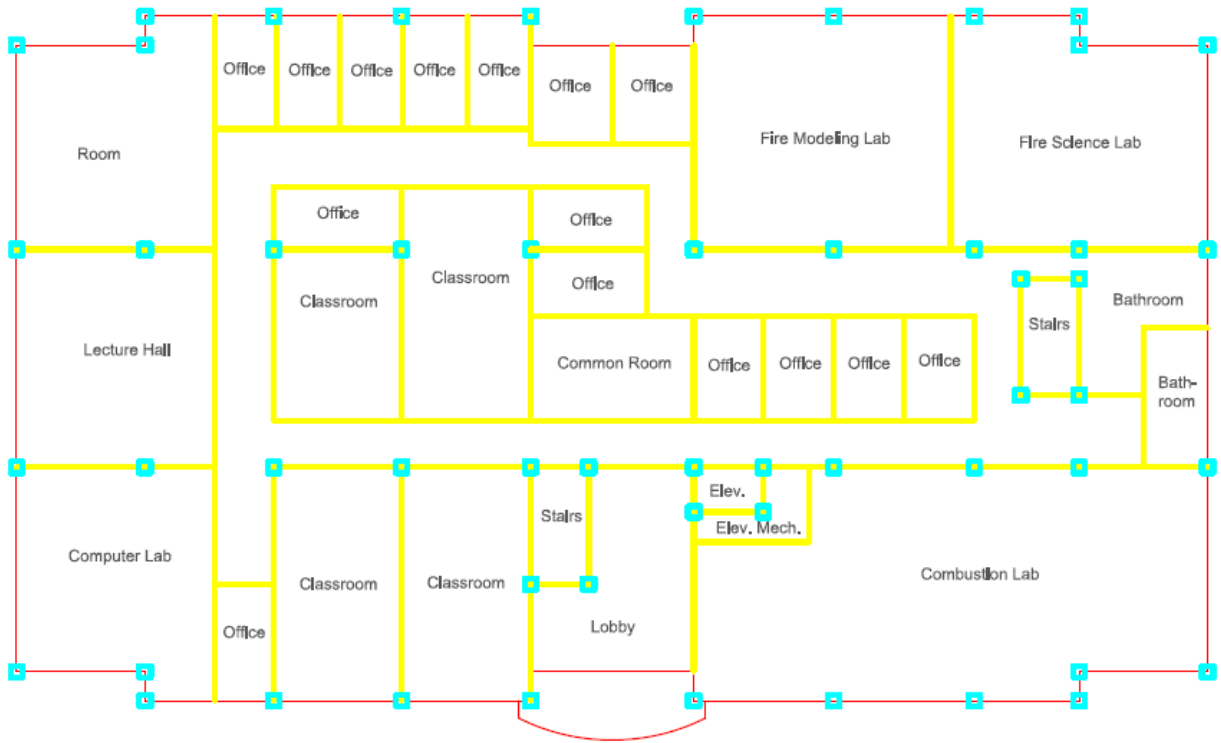 Office
Office
Office
Office
Office
Office
Office
Room
Fire Modeling Lab
Fire Science Lab
Office
Office
Classroom
Office
Classroom
Bathroom
Stairs
Lecture Hall
Common Room
Office
Office
Office
Office
Bath-
room
Elev.
Stairs
Elev. Mech.
Computer Lab
Classroom
Classroom
Combustion Lab
Office
Lobby